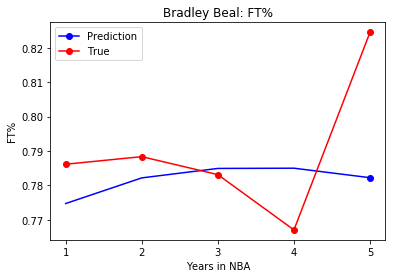 Bradley Beal: FT%
Prediction
True
0.82
0.81
0.80
0.79
0.78
0.77
FT%
1 2 3 4 5
Years in NBA